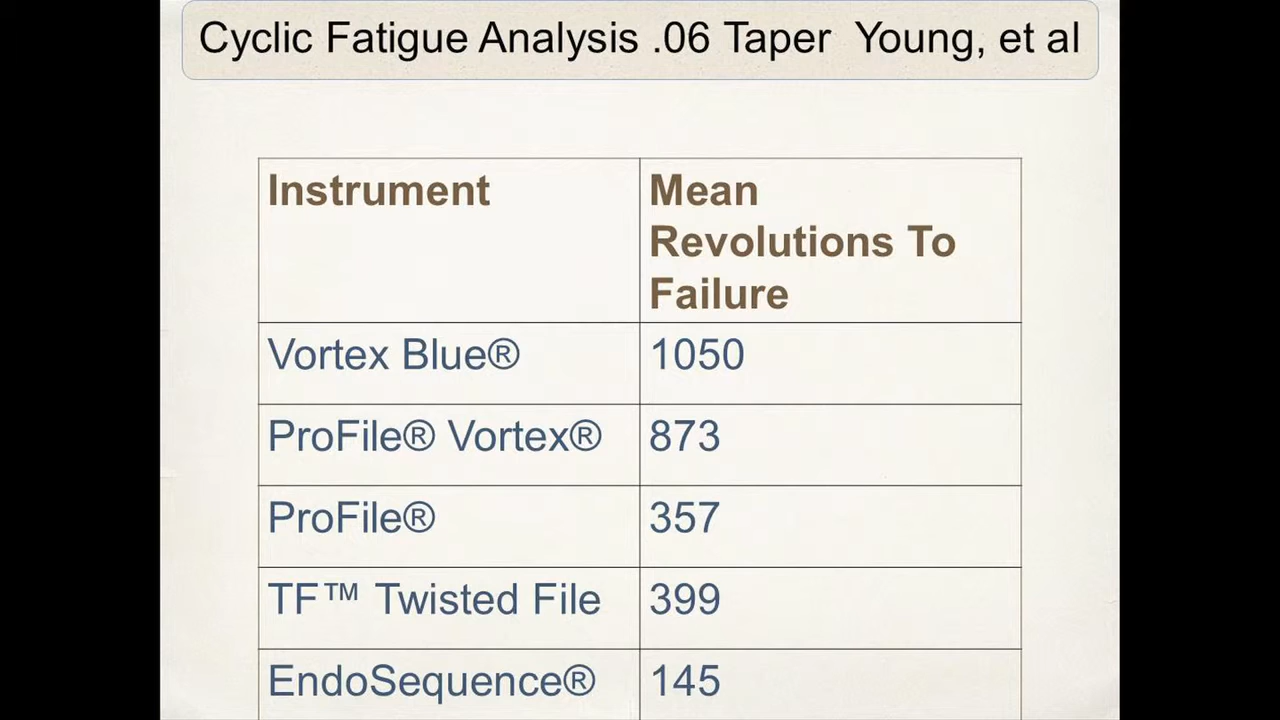 Cyclic Fatigue Analysis .06 Taper Young, et al
Instrument
Mean
Revolutions To
Failure
Vortex Blue®
1050
ProFile® Vortex®
873
ProFile®
357
TF™ Twisted File
399
EndoSequence®
145